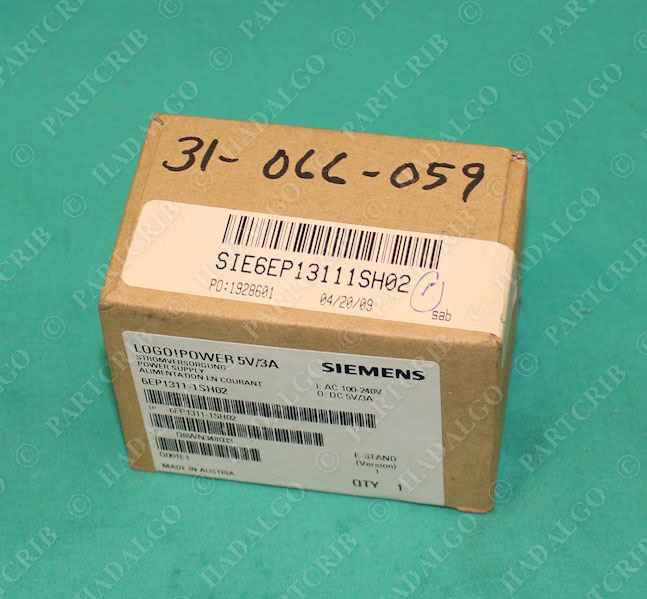 31-066-059
SIE6EP13111SH02
PO:1928601 04/20/09
sab
LOGO!POWER 5V/3A
STROMVERSORGUNG
POWER SUPPLY
ALIMENTATION EN COURANT
6EP1311-1SH02
SIEMENS
I: AC 100-240V
O: DC 5V/3A
1P 6EP1311-1SH02
MADE IN AUSTRIA
E-STAND
(Version)
1
QTY 1
© HADALGO PARTCRIB